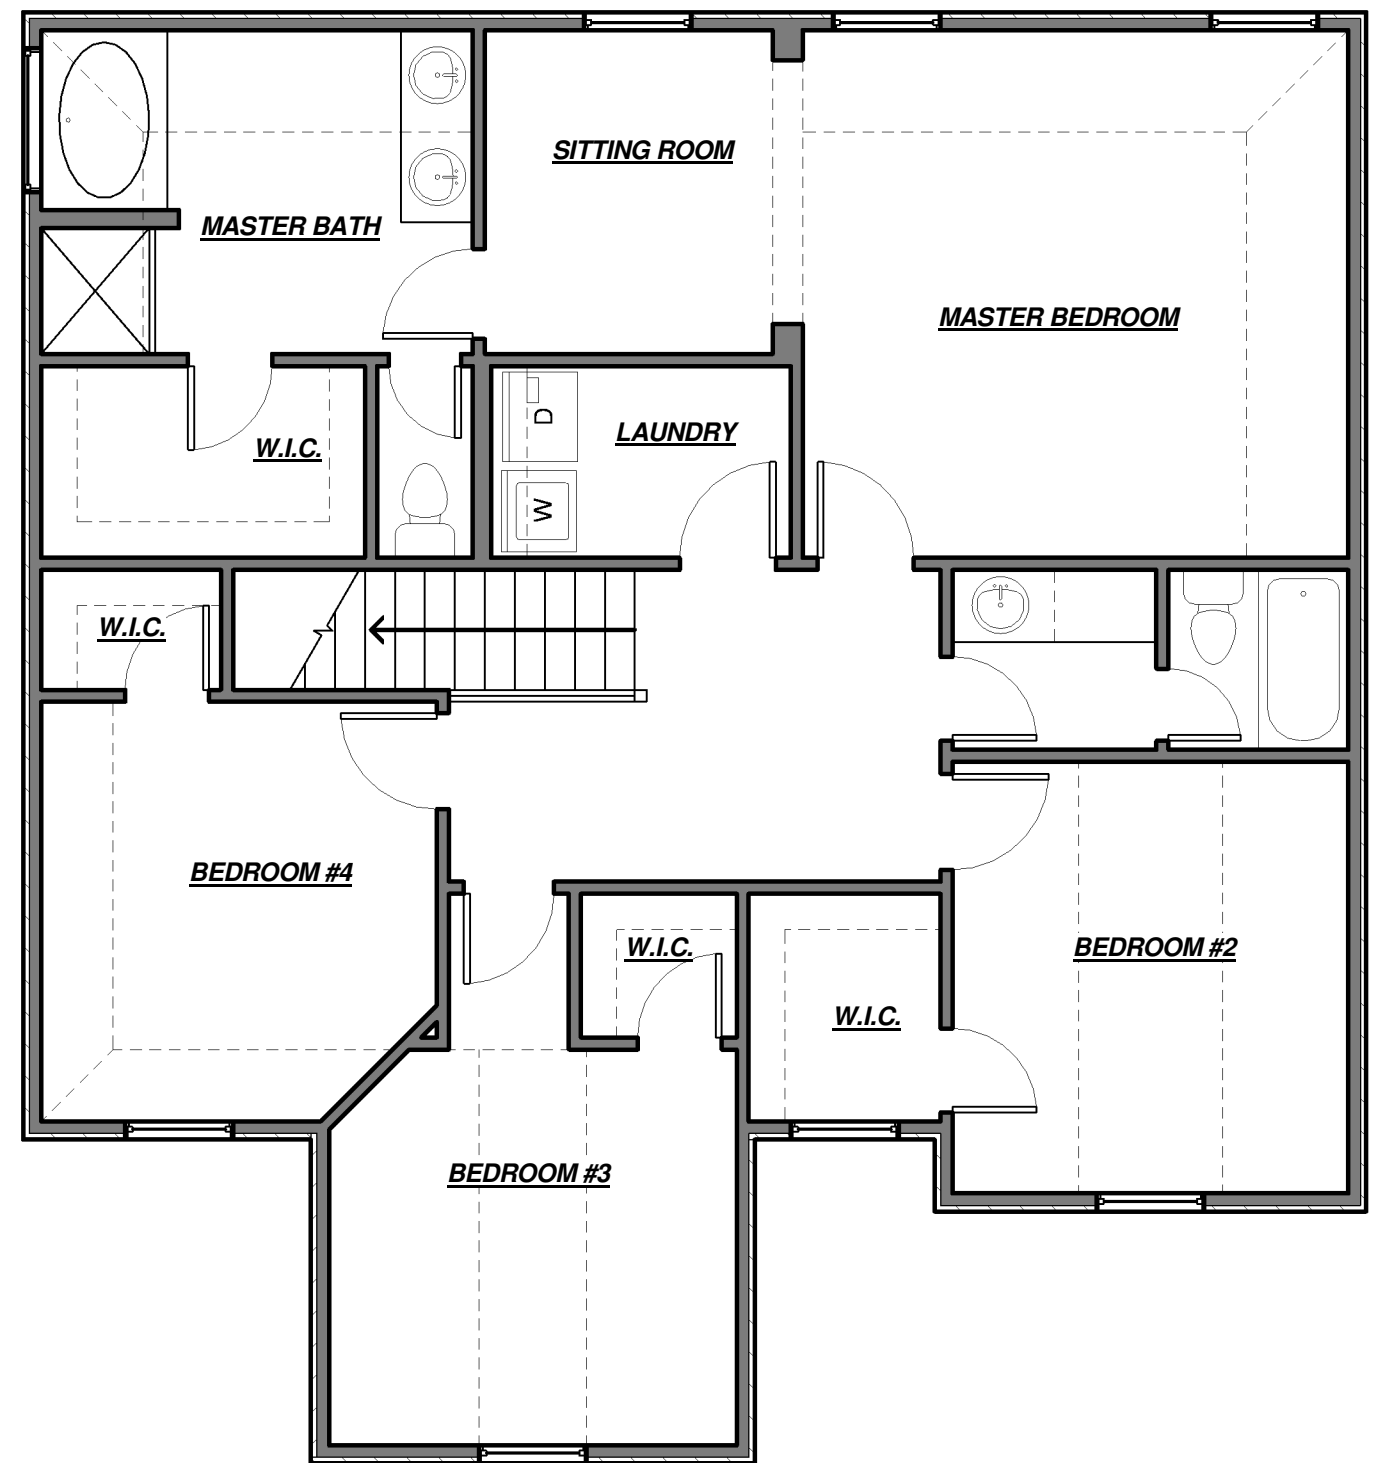 SITTING ROOM
MASTER BATH
MASTER BEDROOM
D
LAUNDRY
W.I.C.
W
W.I.C.
BEDROOM #4
W.I.C.
BEDROOM #2
W.I.C.
BEDROOM #3